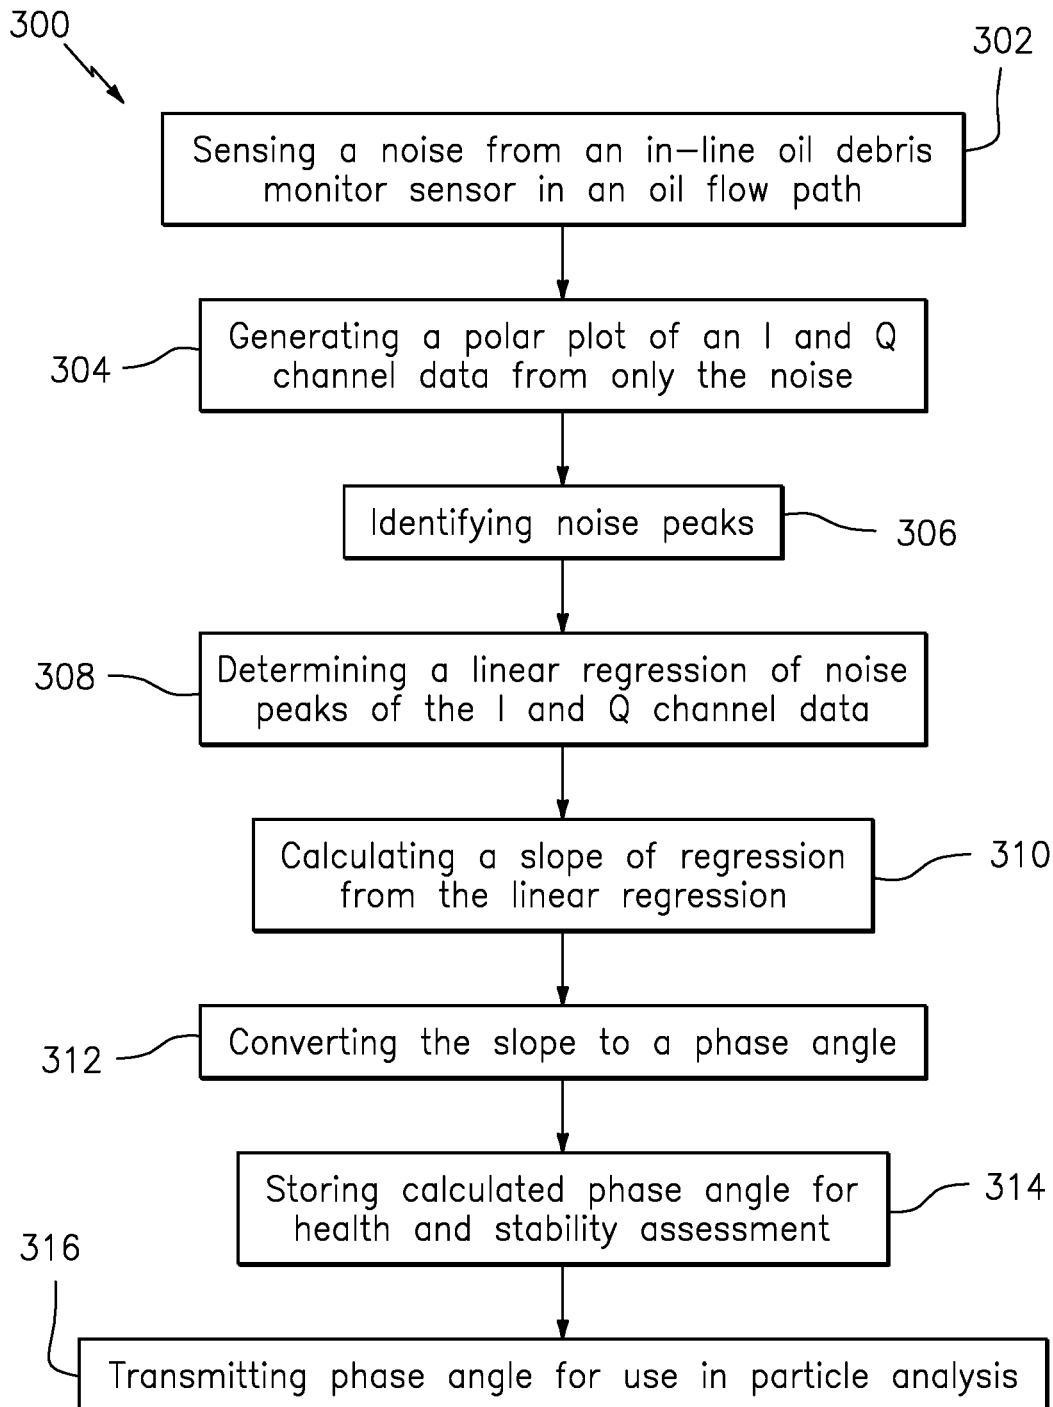 300
302
Sensing a noise from an in-line oil debris
monitor sensor in an oil flow path
304
Generating a polar plot of an I and Q
channel data from only the noise
Identifying noise peaks
306
308
Determining a linear regression of noise
peaks of the I and Q channel data
Calculating a slope of regression
from the linear regression
310
312
Converting the slope to a phase angle
Storing calculated phase angle for
health and stability assessment
314
316
Transmitting phase angle for use in particle analysis